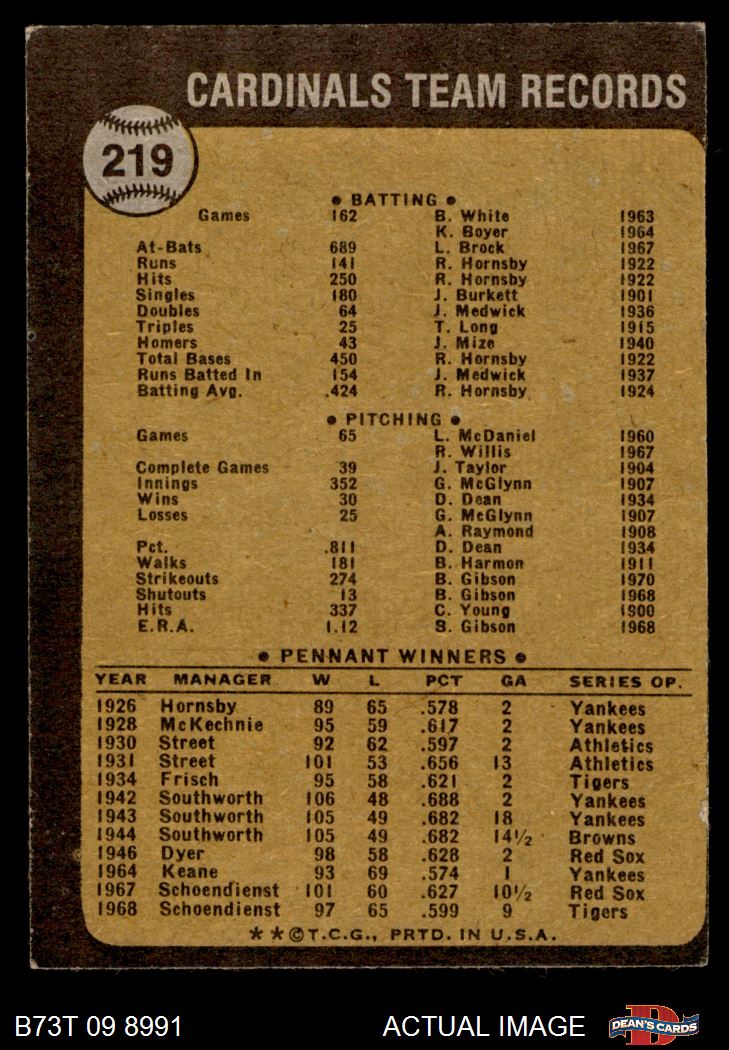 CARDINALS TEAM RECORDS
219
• BATTING •
Games 162 B. White 1963
K. Boyer 1964
At-Bats 689 L. Brock 1967
Runs 141 R. Hornsby 1922
Hits 250 R. Hornsby 1922
Singles 180 J. Burkett 1901
Doubles 64 J. Medwick 1936
Triples 25 T. Long 1915
Homers 43 J. Mize 1940
Total Bases 450 R. Hornsby 1922
Runs Batted In 154 J. Medwick 1937
Batting Avg. .424 R. Hornsby 1924
• PITCHING •
Games 65 L. McDaniel 1960
R. Willis 1967
Complete Games 39 J. Taylor 1904
Innings 352 G. McGlynn 1907
Wins 30 D. Dean 1934
Losses 25 G. McGlynn 1907
A. Raymond 1908
Pct. .811 D. Dean 1934
Walks 181 B. Harmon 1911
Strikeouts 274 B. Gibson 1970
Shutouts 13 B. Gibson 1968
Hits 337 C. Young 1900
E.R.A. 1.12 B. Gibson 1968
• PENNANT WINNERS •
YEAR MANAGER W L PCT GA SERIES OP.
1926 Hornsby 89 65 .578 2 Yankees
1928 McKechnie 95 59 .617 2 Yankees
1930 Street 92 62 .597 2 Athletics
1931 Street 101 53 .656 13 Athletics
1934 Frisch 95 58 .621 2 Tigers
1942 Southworth 106 48 .688 2 Yankees
1943 Southworth 105 49 .682 18 Yankees
1944 Southworth 105 49 .682 14½ Browns
1946 Dyer 98 58 .628 2 Red Sox
1964 Keane 93 69 .574 1 Yankees
1967 Schoendienst 101 60 .627 10½ Red Sox
1968 Schoendienst 97 65 .599 9 Tigers
★ ★ ©T.C.G., PRTD. IN U.S.A.
B73T 09 8991 ACTUAL IMAGE DEAN'S CARDS